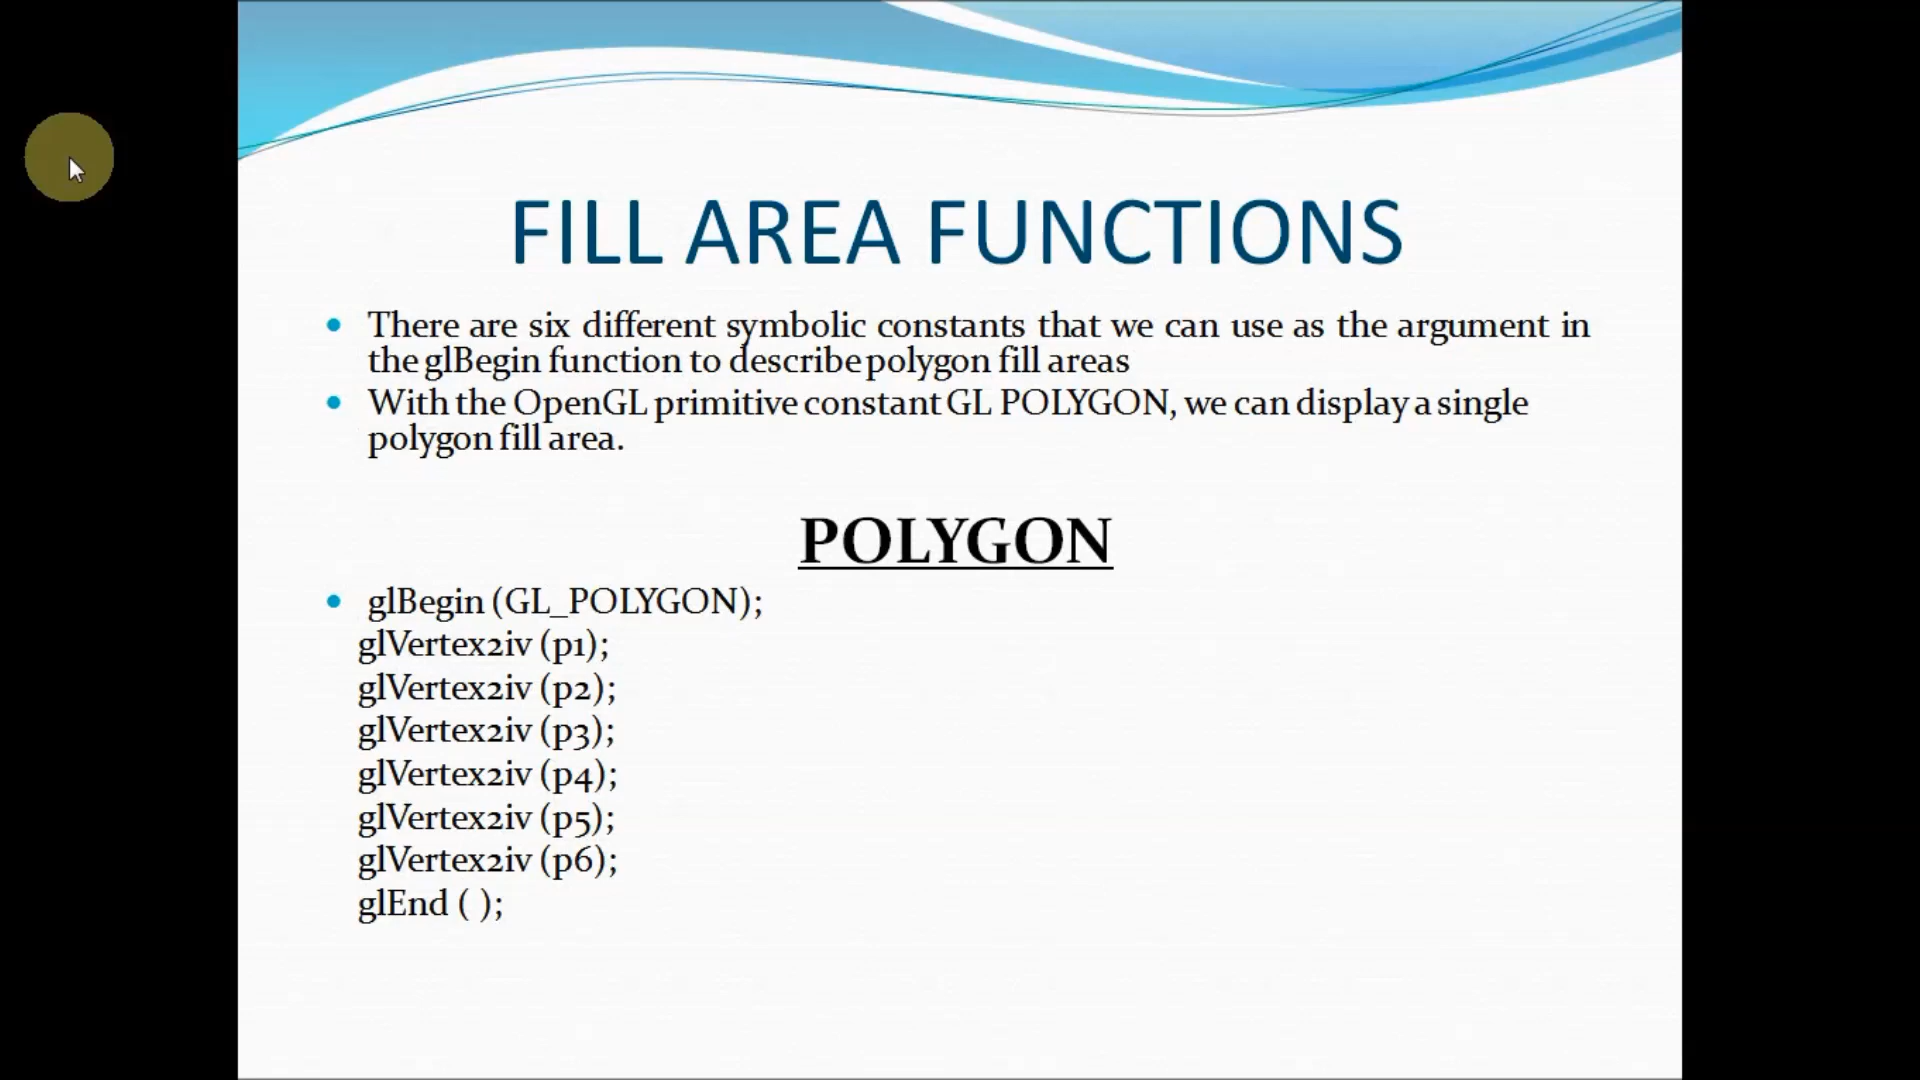 FILL AREA FUNCTIONS
• There are six different symbolic constants that we can use as the argument in
the glBegin function to describe polygon fill areas
• With the OpenGL primitive constant GL POLYGON, we can display a single
polygon fill area.
POLYGON
• glBegin (GL_POLYGON);
glVertex2iv (p1);
glVertex2iv (p2);
glVertex2iv (p3);
glVertex2iv (p4);
glVertex2iv (p5);
glVertex2iv (p6);
glEnd ( );